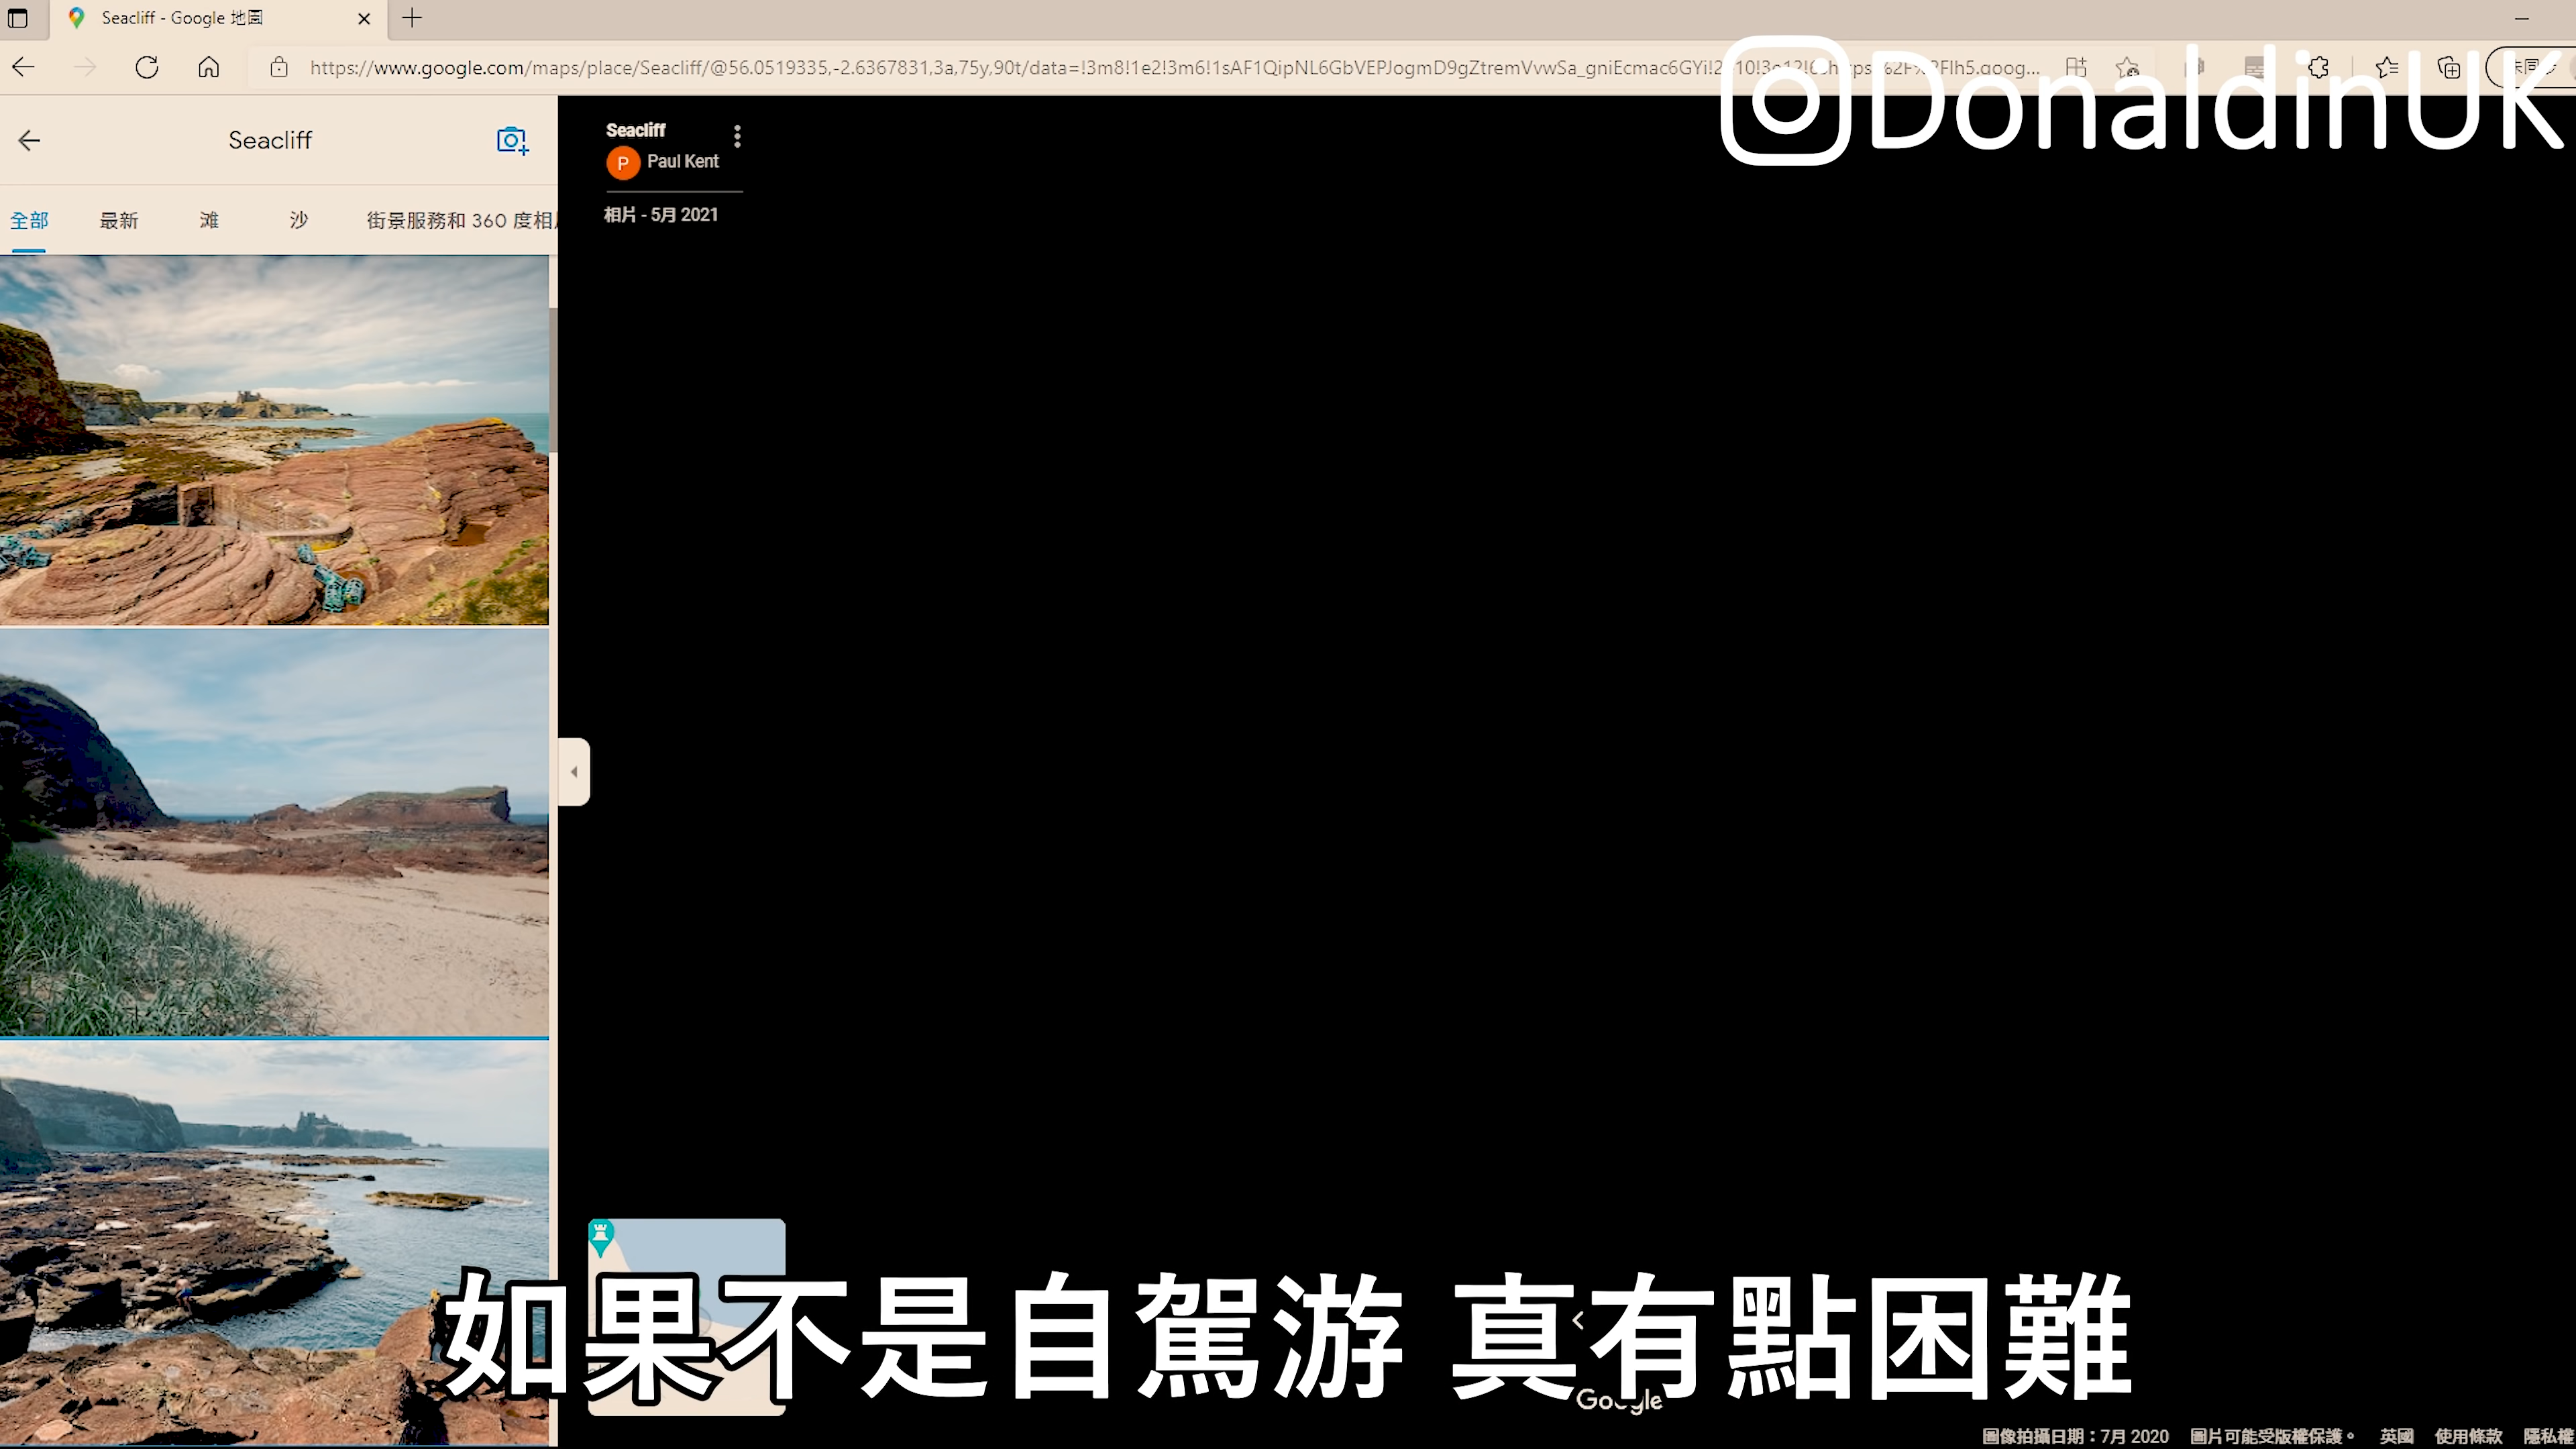 Seacliff - Google 地圖
https://www.google.com/maps/place/Seacliff/@56.0519335,-2.6367831,3a,75y,90t/data=!3m8!1e2!3m6!1sAF1QipNL6GbVEPJogmD9gZtremVvwSa_gniEcmac6GYi!2
DonaldinUK
Seacliff
全部 最新 滩 沙 街景服務和 360 度相
Seacliff
P Paul Kent
相片 - 5月 2021
如果不是自駕游 真有點困難
Google
圖像拍攝日期：7月 2020 圖片可能受版權保護。 英國 使用條款 隱私權